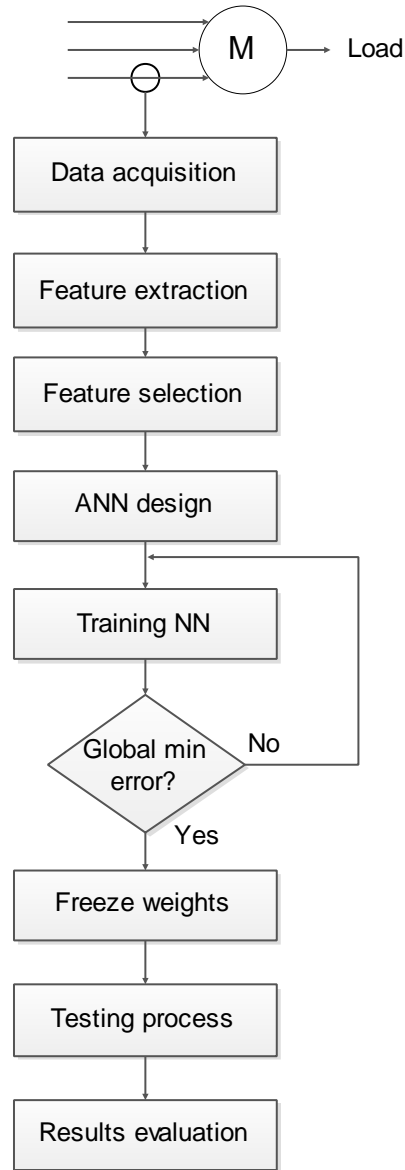 M
Load
Data acquisition
Feature extraction
Feature selection
ANN design
Training NN
Global min
error?
No
Yes
Freeze weights
Testing process
Results evaluation